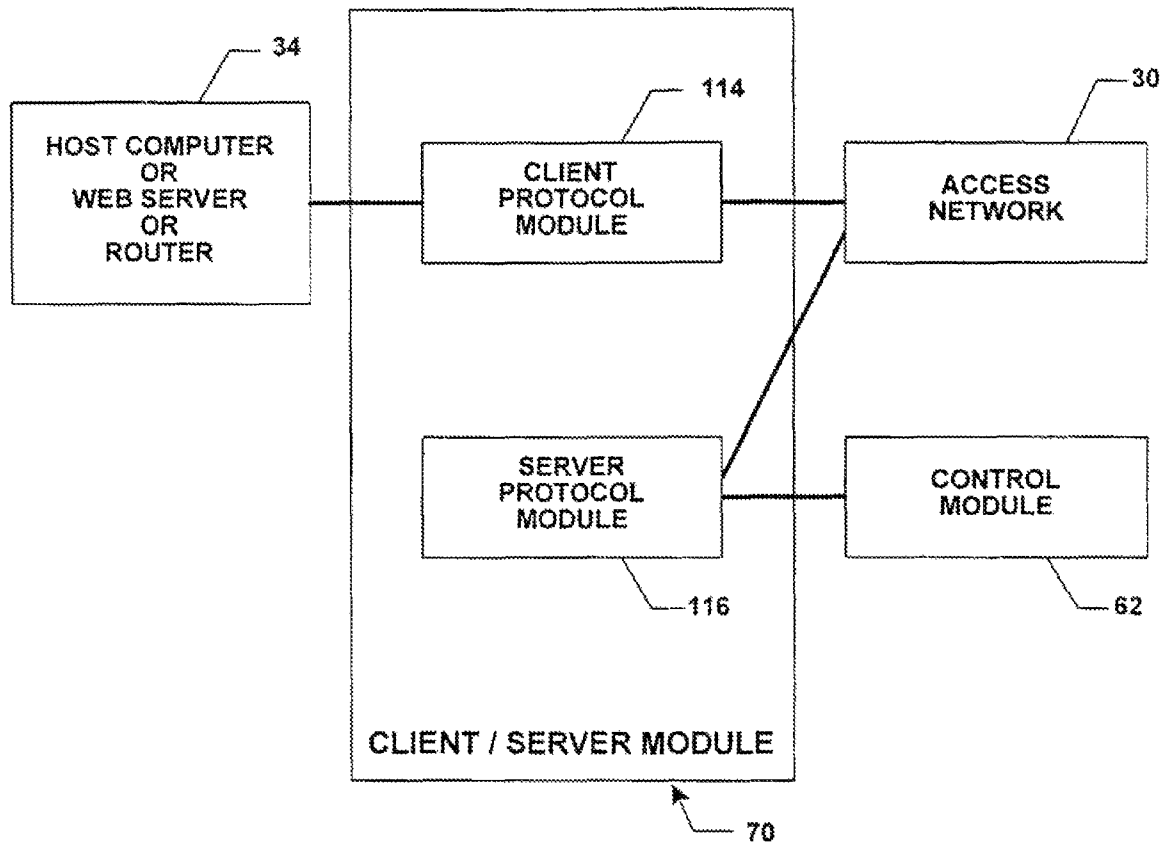 34
HOST COMPUTER
OR
WEB SERVER
OR
ROUTER
114
CLIENT
PROTOCOL
MODULE
30
ACCESS
NETWORK
SERVER
PROTOCOL
MODULE
116
CONTROL
MODULE
62
CLIENT / SERVER MODULE
70